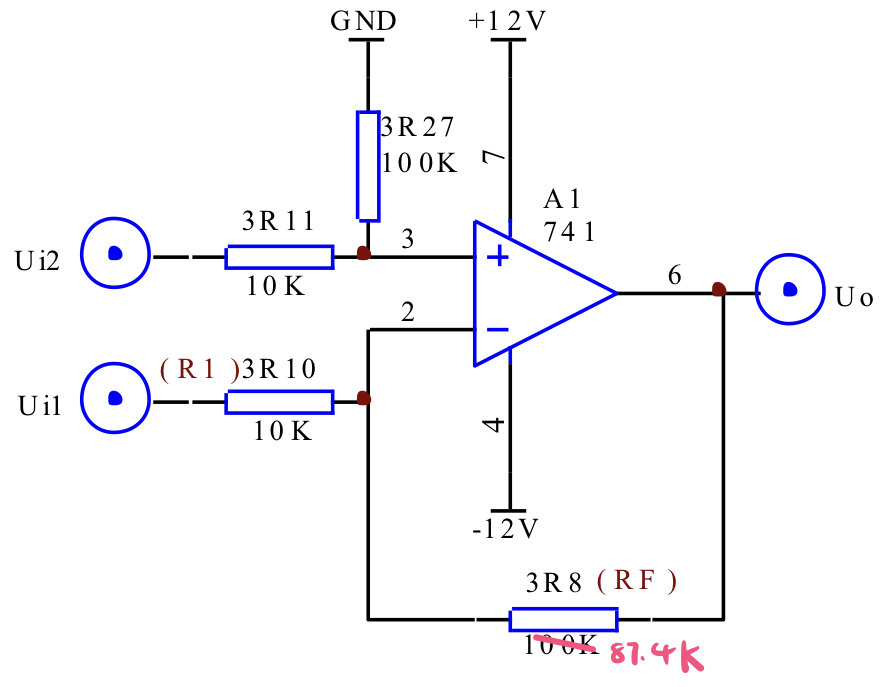 GND
+12V
3R27
100K
7
A1
741
3R11
3
Ui2
10K
+
6
Uo
2
−
(R1)3R10
Ui1
10K
4
-12V
3R8 (RF)
100K 87.4K